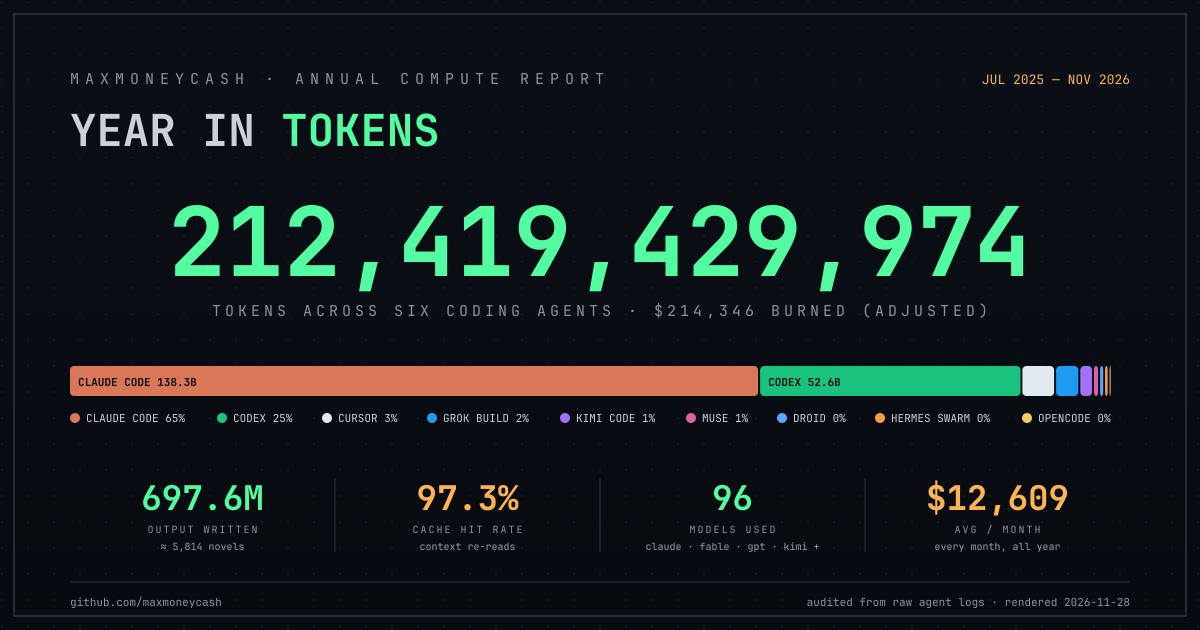 MAXMONEYCASH · ANNUAL COMPUTE REPORT
JUL 2025 — NOV 2026
YEAR IN TOKENS
212,419,429,974
TOKENS ACROSS SIX CODING AGENTS · $214,346 BURNED (ADJUSTED)
CLAUDE CODE 138.3B
CODEX 52.6B
CLAUDE CODE 65% CODEX 25% CURSOR 3% GROK BUILD 2% KIMI CODE 1% MUSE 1% DROID 0% HERMES SWARM 0% OPENCODE 0%
697.6M
OUTPUT WRITTEN
≈ 5,814 novels
97.3%
CACHE HIT RATE
context re-reads
96
MODELS USED
claude · fable · gpt · kimi +
$12,609
AVG / MONTH
every month, all year
github.com/maxmoneycash
audited from raw agent logs · rendered 2026-11-28